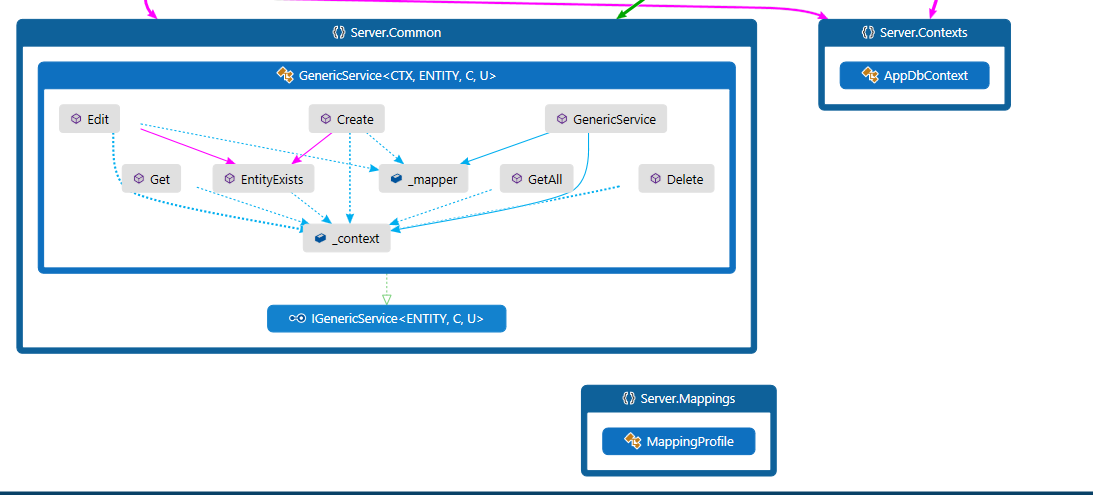 Server.Common
Server.Contexts
GenericService<CTX, ENTITY, C, U>
AppDbContext
Edit
Create
GenericService
Get
EntityExists
_mapper
GetAll
Delete
_context
IGenericService<ENTITY, C, U>
Server.Mappings
MappingProfile